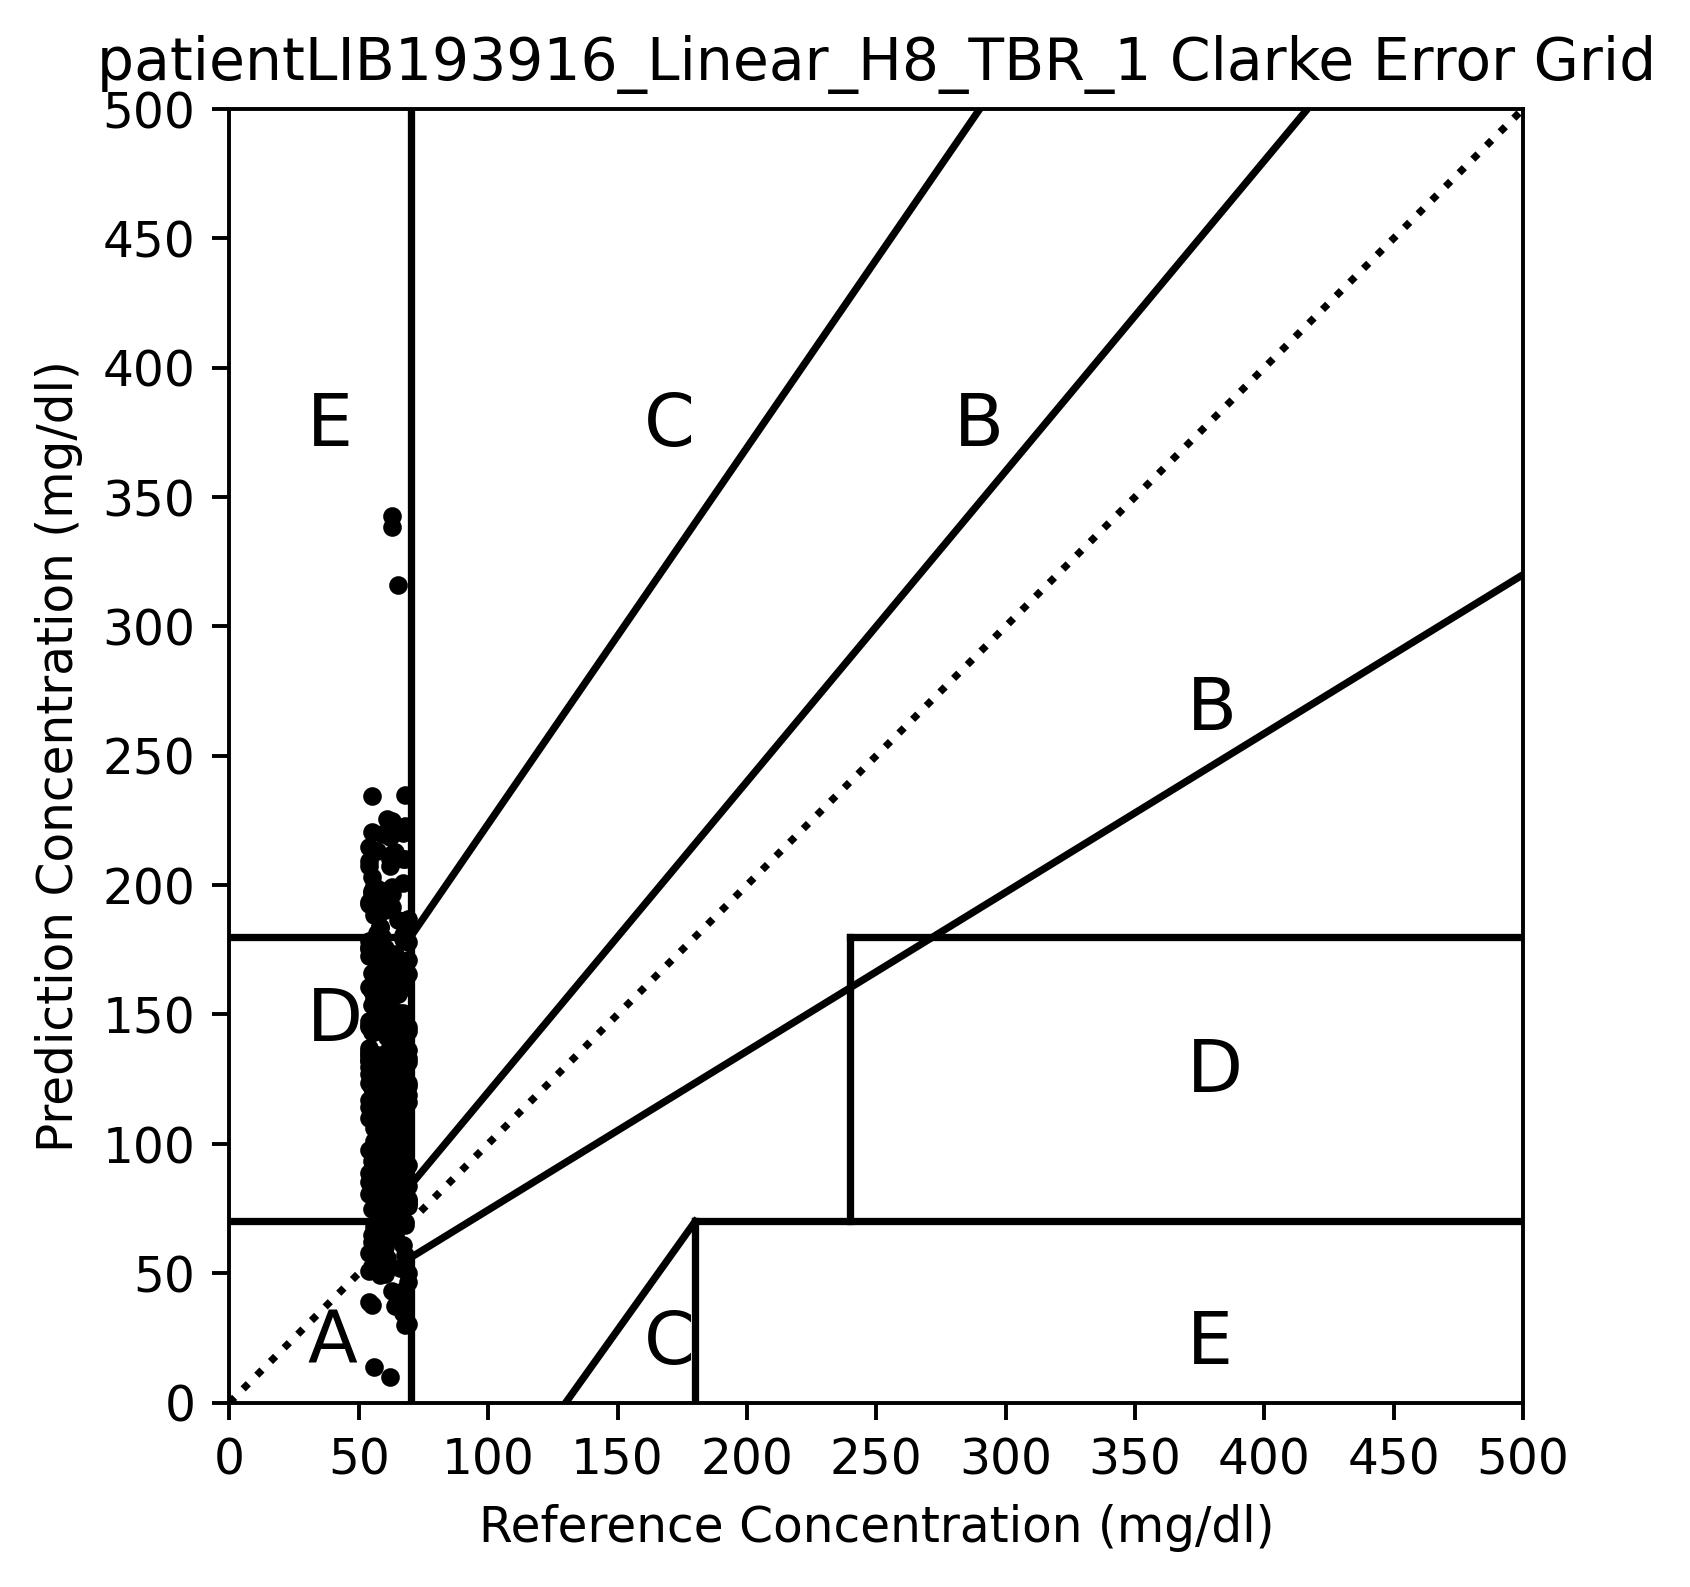 patientLIB193916_Linear_H8_TBR_1 Clarke Error Grid
500
450
400
350
300
250
200
150
100
50
0
Prediction Concentration (mg/dl)
E
C
B
B
D
D
A
C
E
0 50 100 150 200 250 300 350 400 450 500
Reference Concentration (mg/dl)